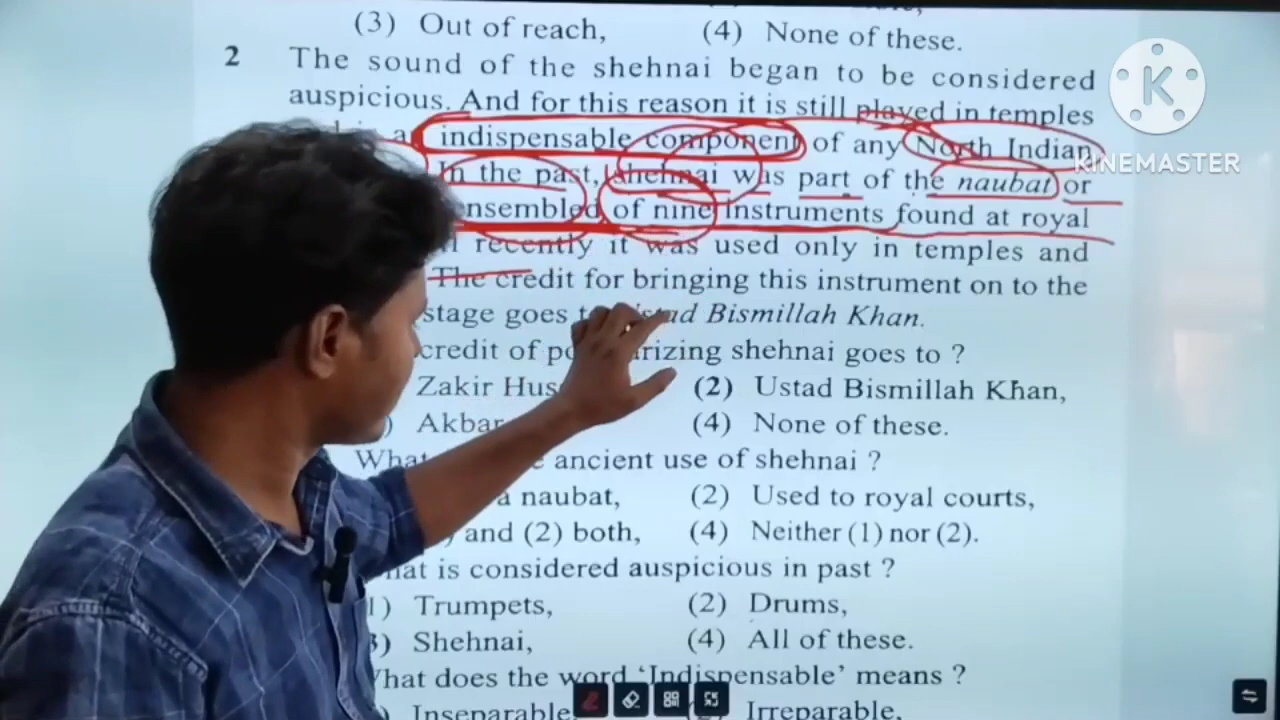 (3) Out of reach, (4) None of these.
2 The sound of the shehnai began to be considered
auspicious. And for this reason it is still played in temples
indispensable component of any North Indian
In the past, shehnai was part of the naubat or
of nine instruments found at royal
recently it was used only in temples and
The credit for bringing this instrument on to the
stage goes Bismillah Khan.
credit of shehnai goes to ?
Zakir (2) Ustad Bismillah Khan,
Akbar (4) None of these.
ancient use of shehnai ?
a naubat, (2) Used to royal courts,
and (2) both, (4) Neither (1) nor (2).
is considered auspicious in past ?
Trumpets, (2) Drums,
Shehnai, (4) All of these.
does the word 'Indispensable' means ?
Inseparable, Irreparable,
K
KINEMASTER